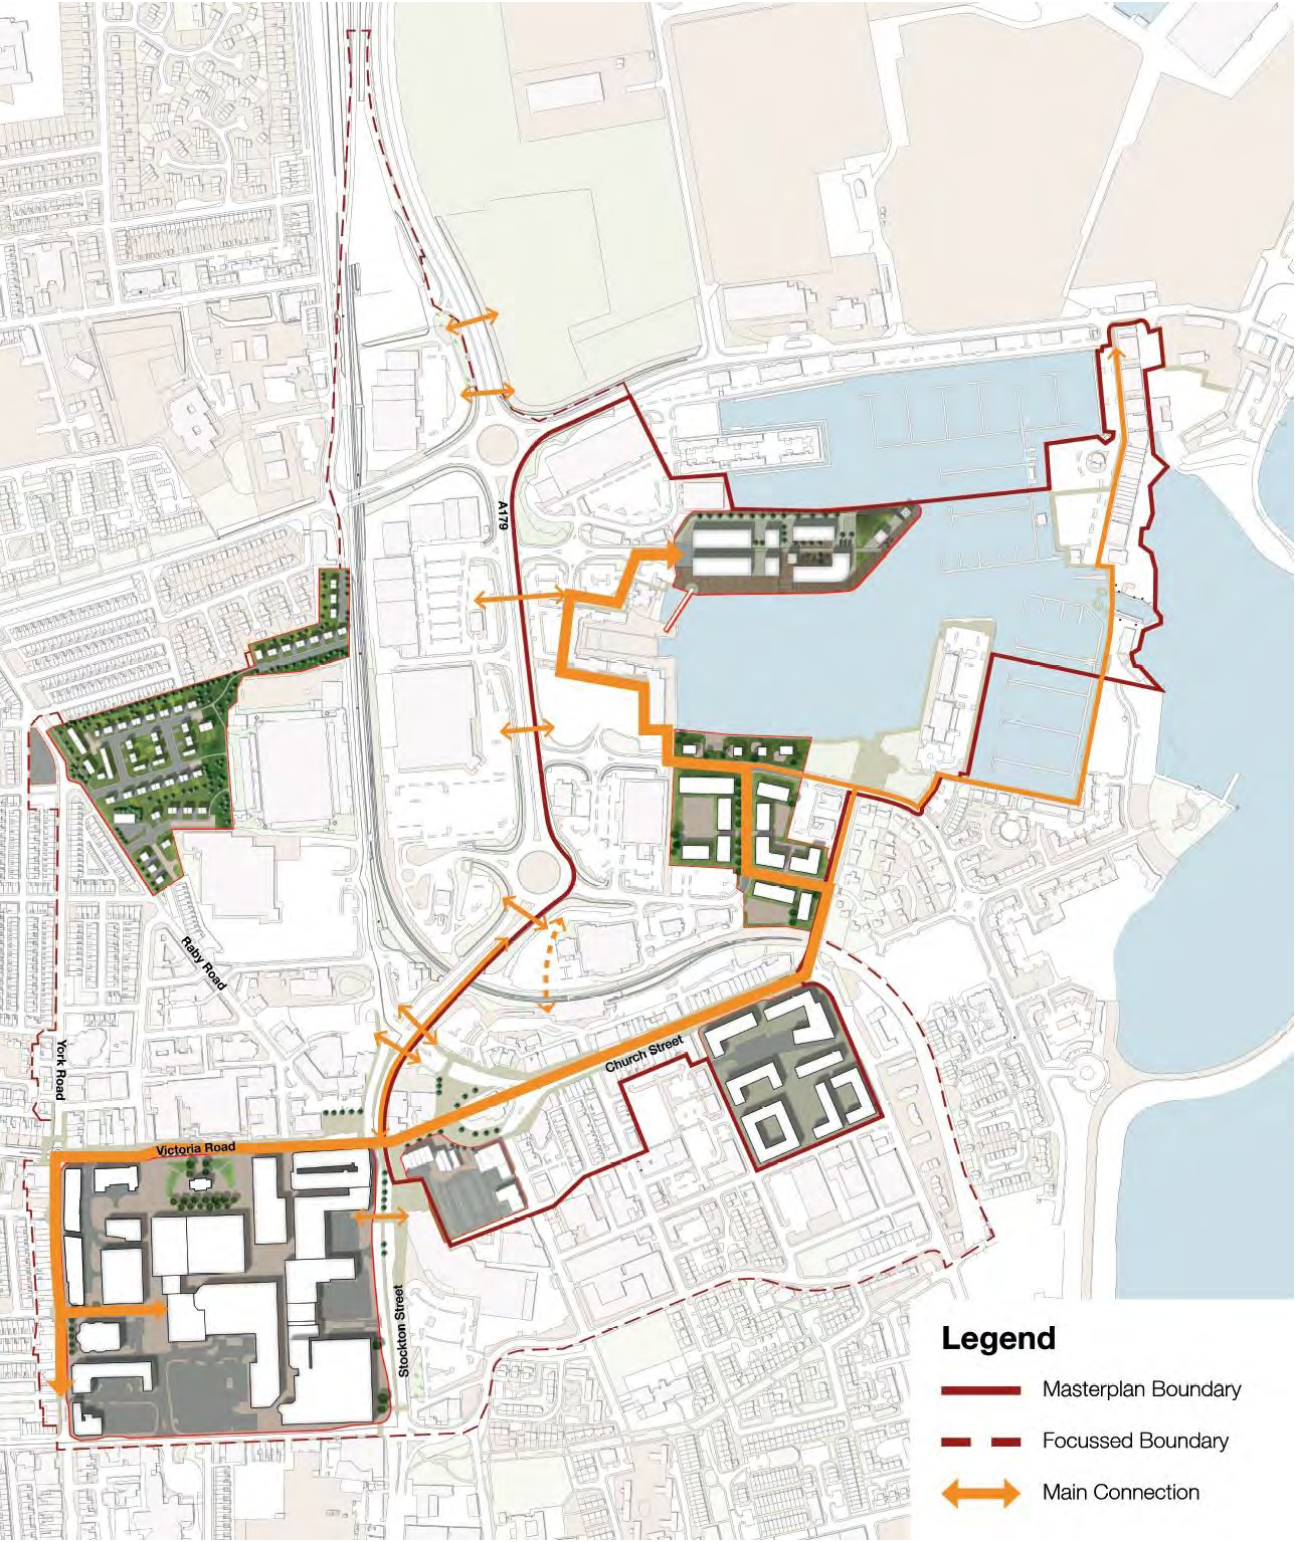 A179
Raby Road
York Road
Church Street
Victoria Road
Stockton Street
Legend
Masterplan Boundary
Focussed Boundary
Main Connection